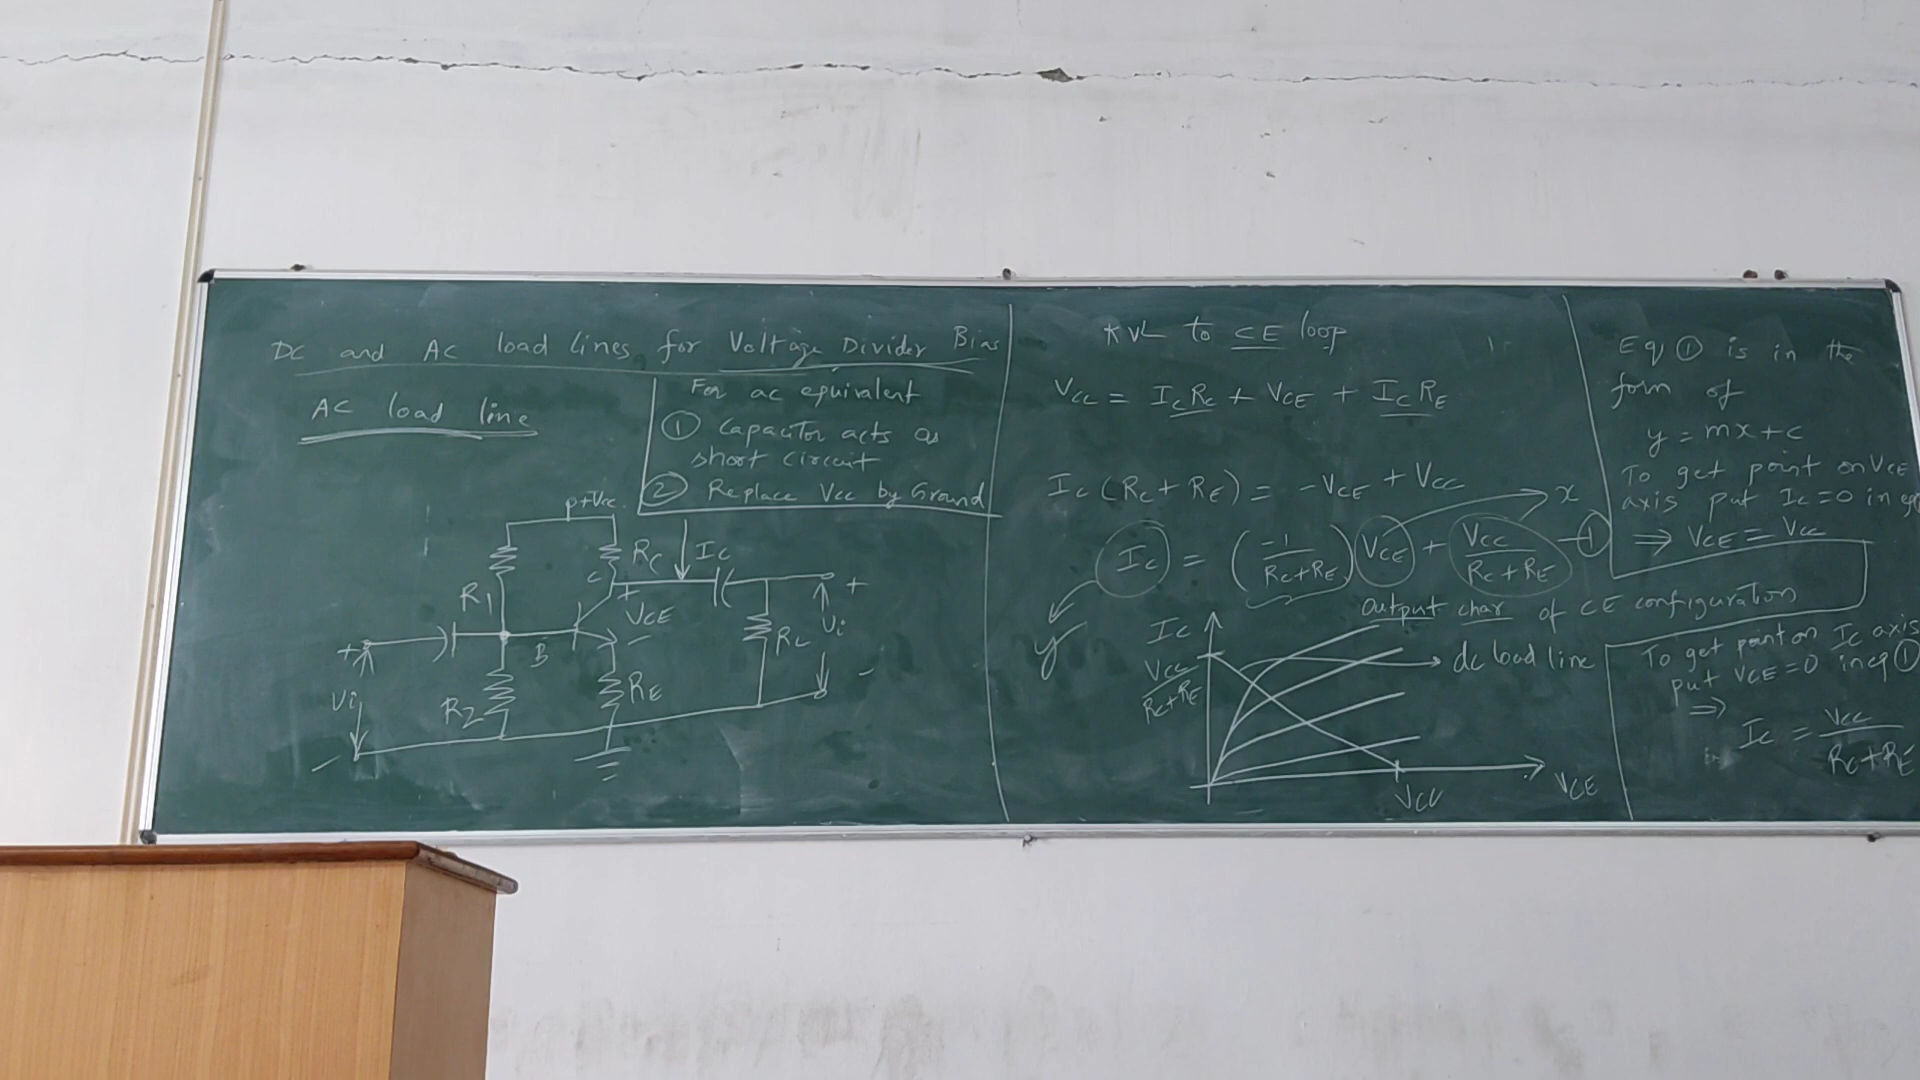 DC and AC load lines for Voltage Divider Bias
AC load line
For ac equivalent
① Capacitor acts as
short circuit
② Replace Vcc by Ground
+Vcc
RC
IC
C
+
R1
VCE
-
B
+
Vi
-
R2
RE
RL
+
Vi
-
KVL to CE loop
VCC = ICRC + VCE + ICRE
IC (RC + RE) = -VCE + VCC
x
IC = (-1/RC+RE) VCE + VCC/RC+RE - ①
y
Output char of CE configuration
IC
VCC/RC+RE
dc load line
VCC
VCE
Eq ① is in the
form of
y = mx + c
To get point on VCE
axis put IC = 0 in eq
⇒ VCE = VCC
To get point on IC axis
put VCE = 0 in eq ①
⇒
IC = VCC/RC+RE